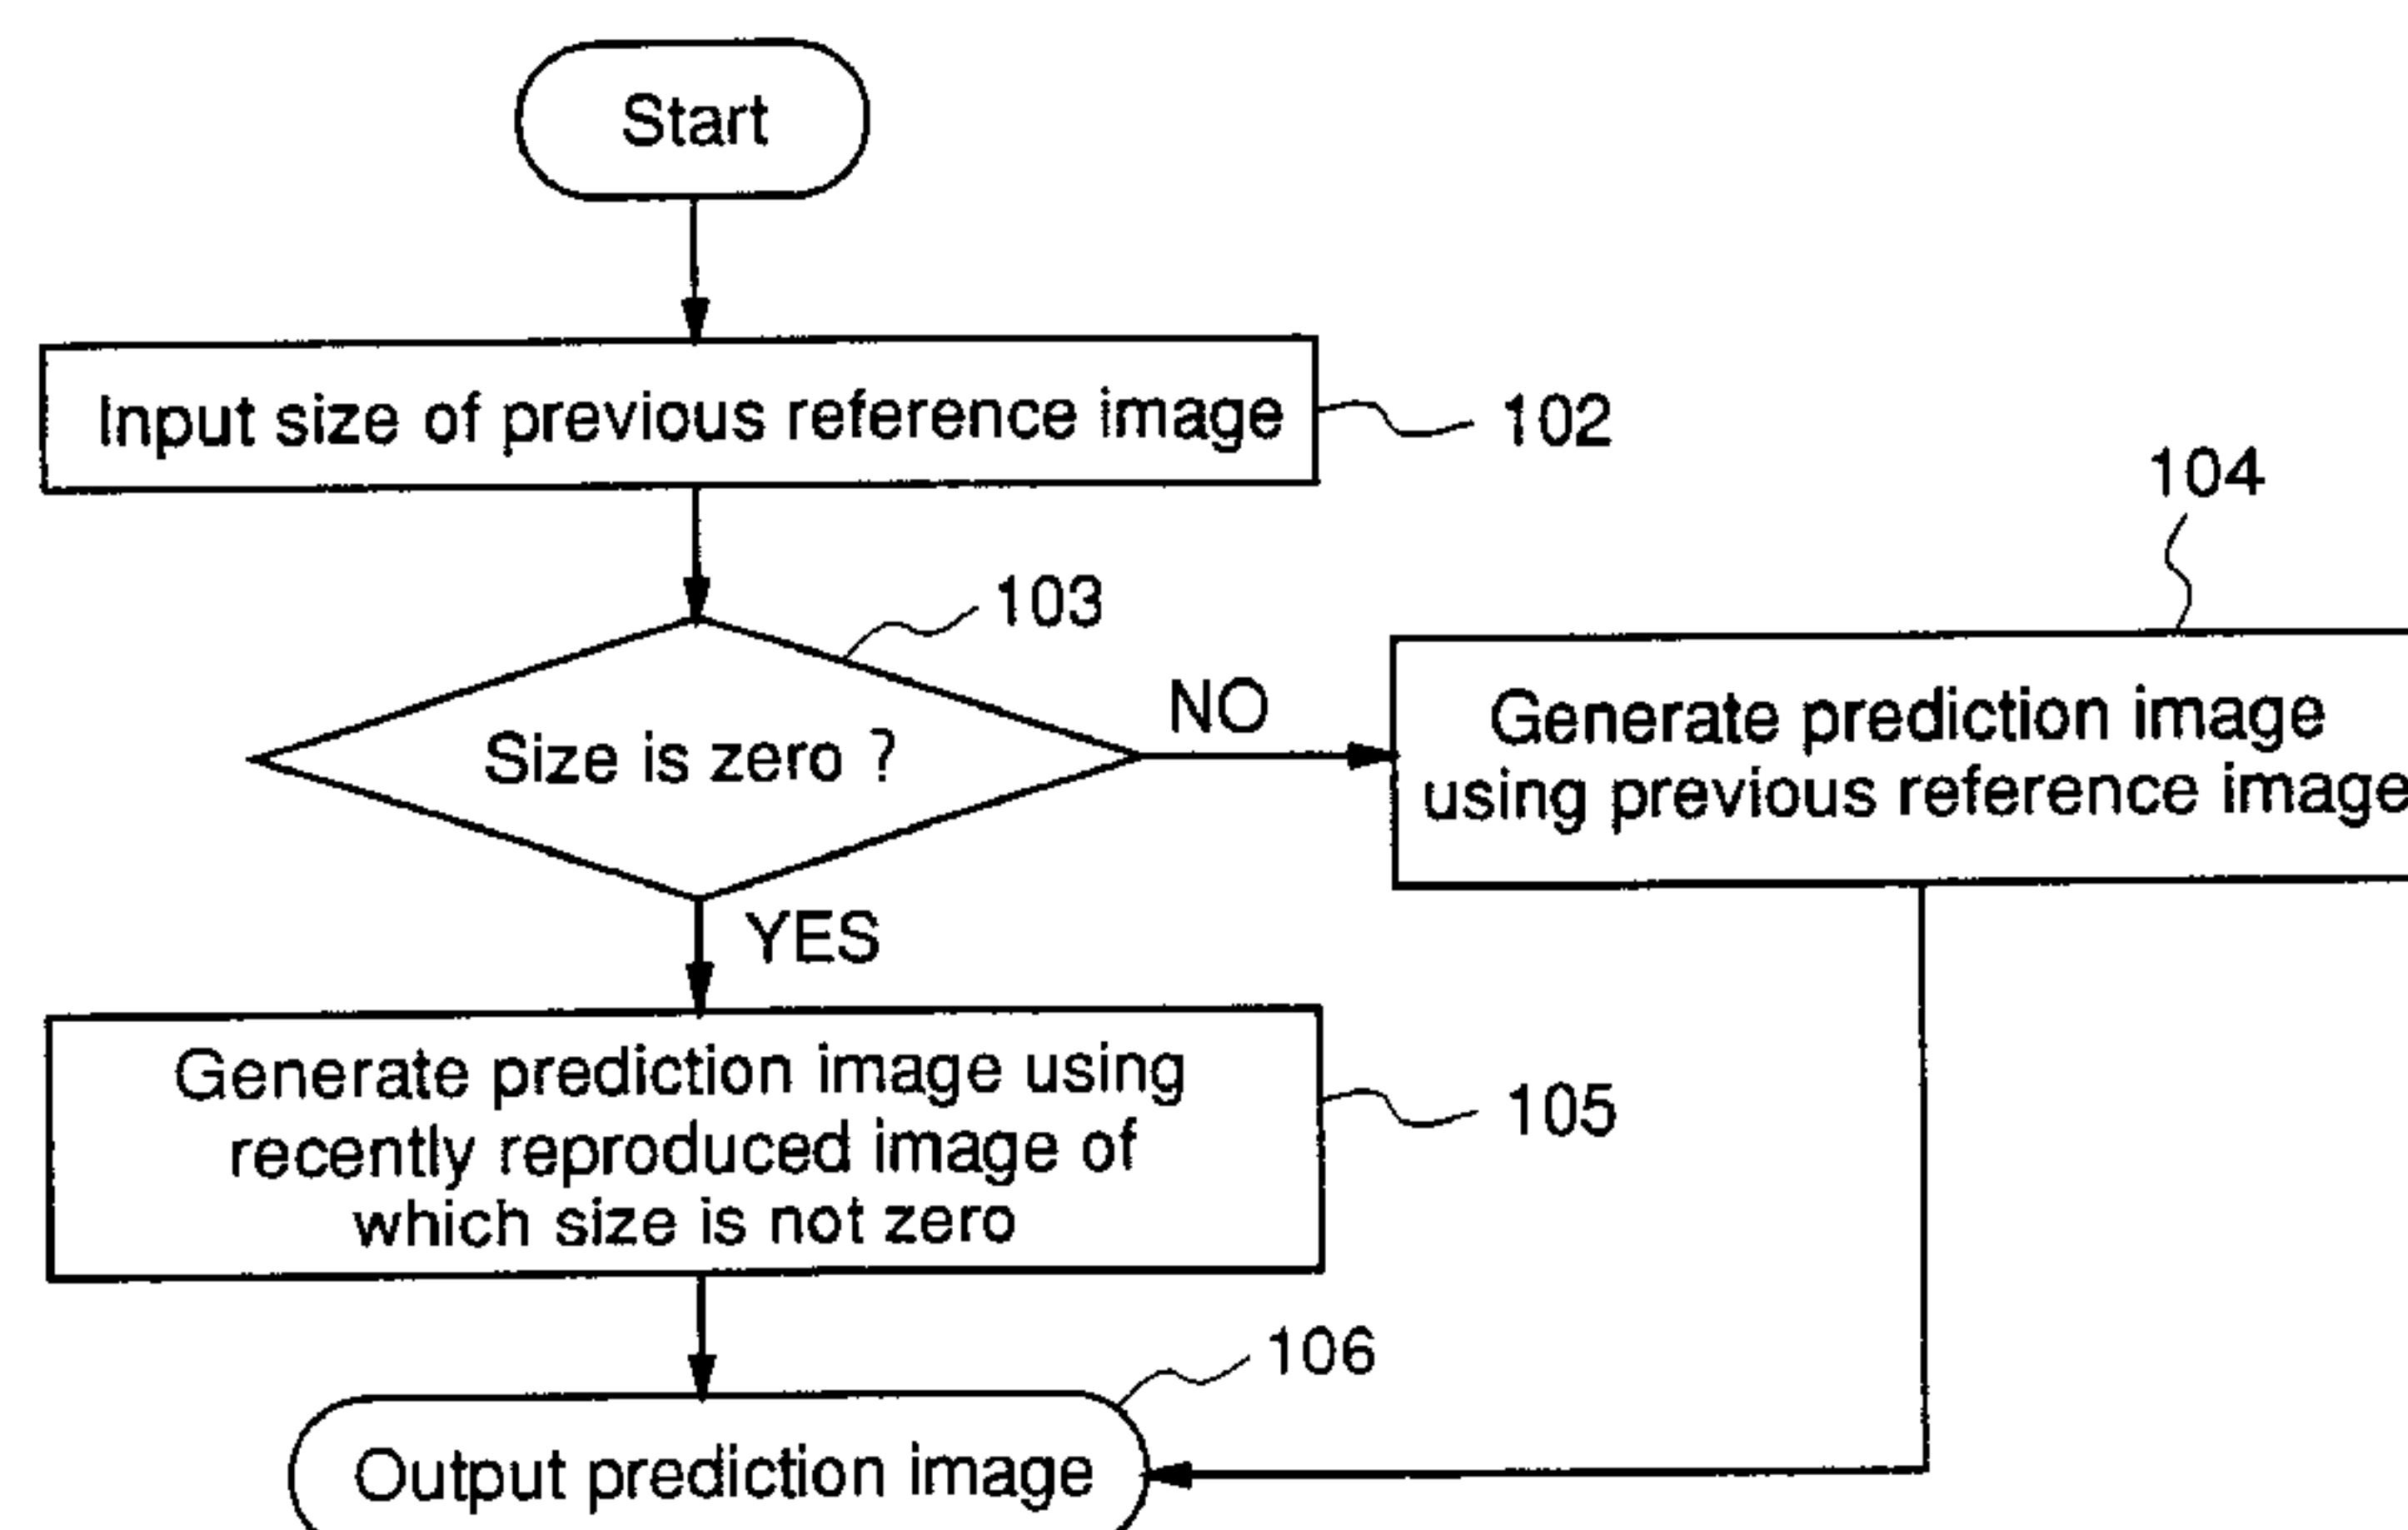 Start
Input size of previous reference image
102
104
103
Size is zero ?
NO
Generate prediction image
using previous reference image
YES
Generate prediction image using
recently reproduced image of
which size is not zero
105
106
Output prediction image